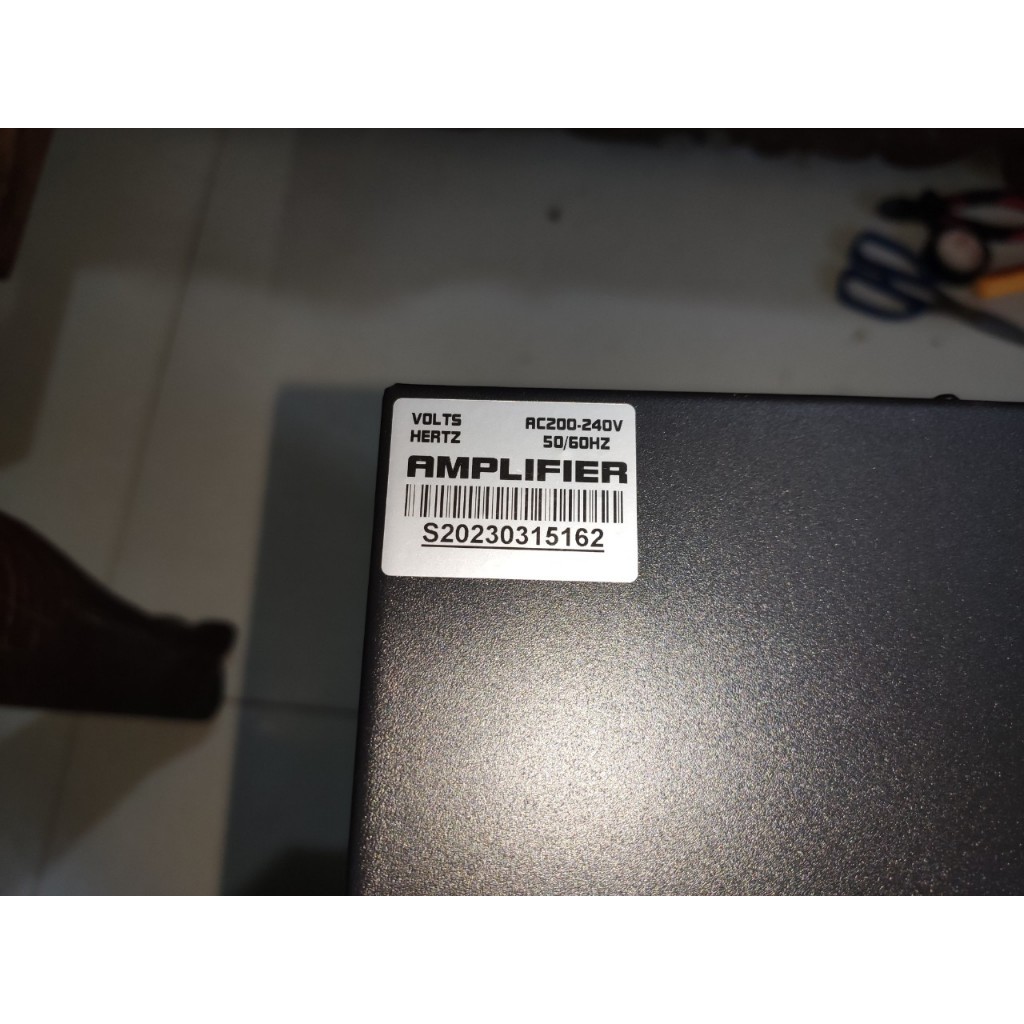 VOLTS AC200-240V
HERTZ 50/60HZ
AMPLIFIER
S20230315162